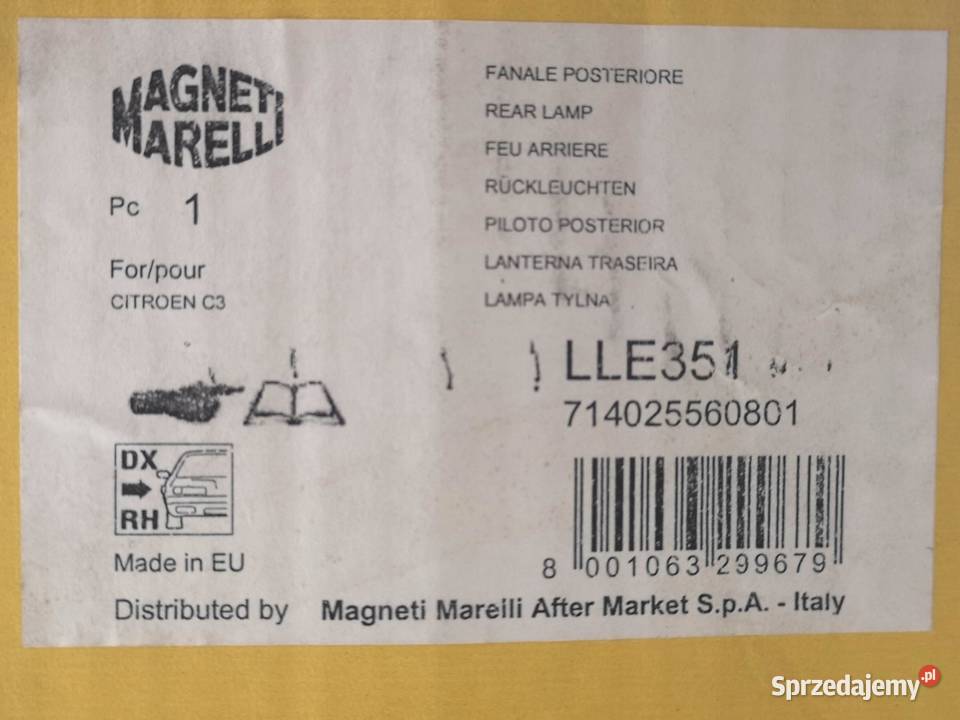 MAGNETI
MARELLI
Pc 1
For/pour
CITROEN C3
FANALE POSTERIORE
REAR LAMP
FEU ARRIERE
RÜCKLEUCHTEN
PILOTO POSTERIOR
LANTERNA TRASEIRA
LAMPA TYLNA
LLE351
714025560801
DX
RH
8 001063 299679
Made in EU
Distributed by Magneti Marelli After Market S.p.A. - Italy
Sprzedajemy.pl